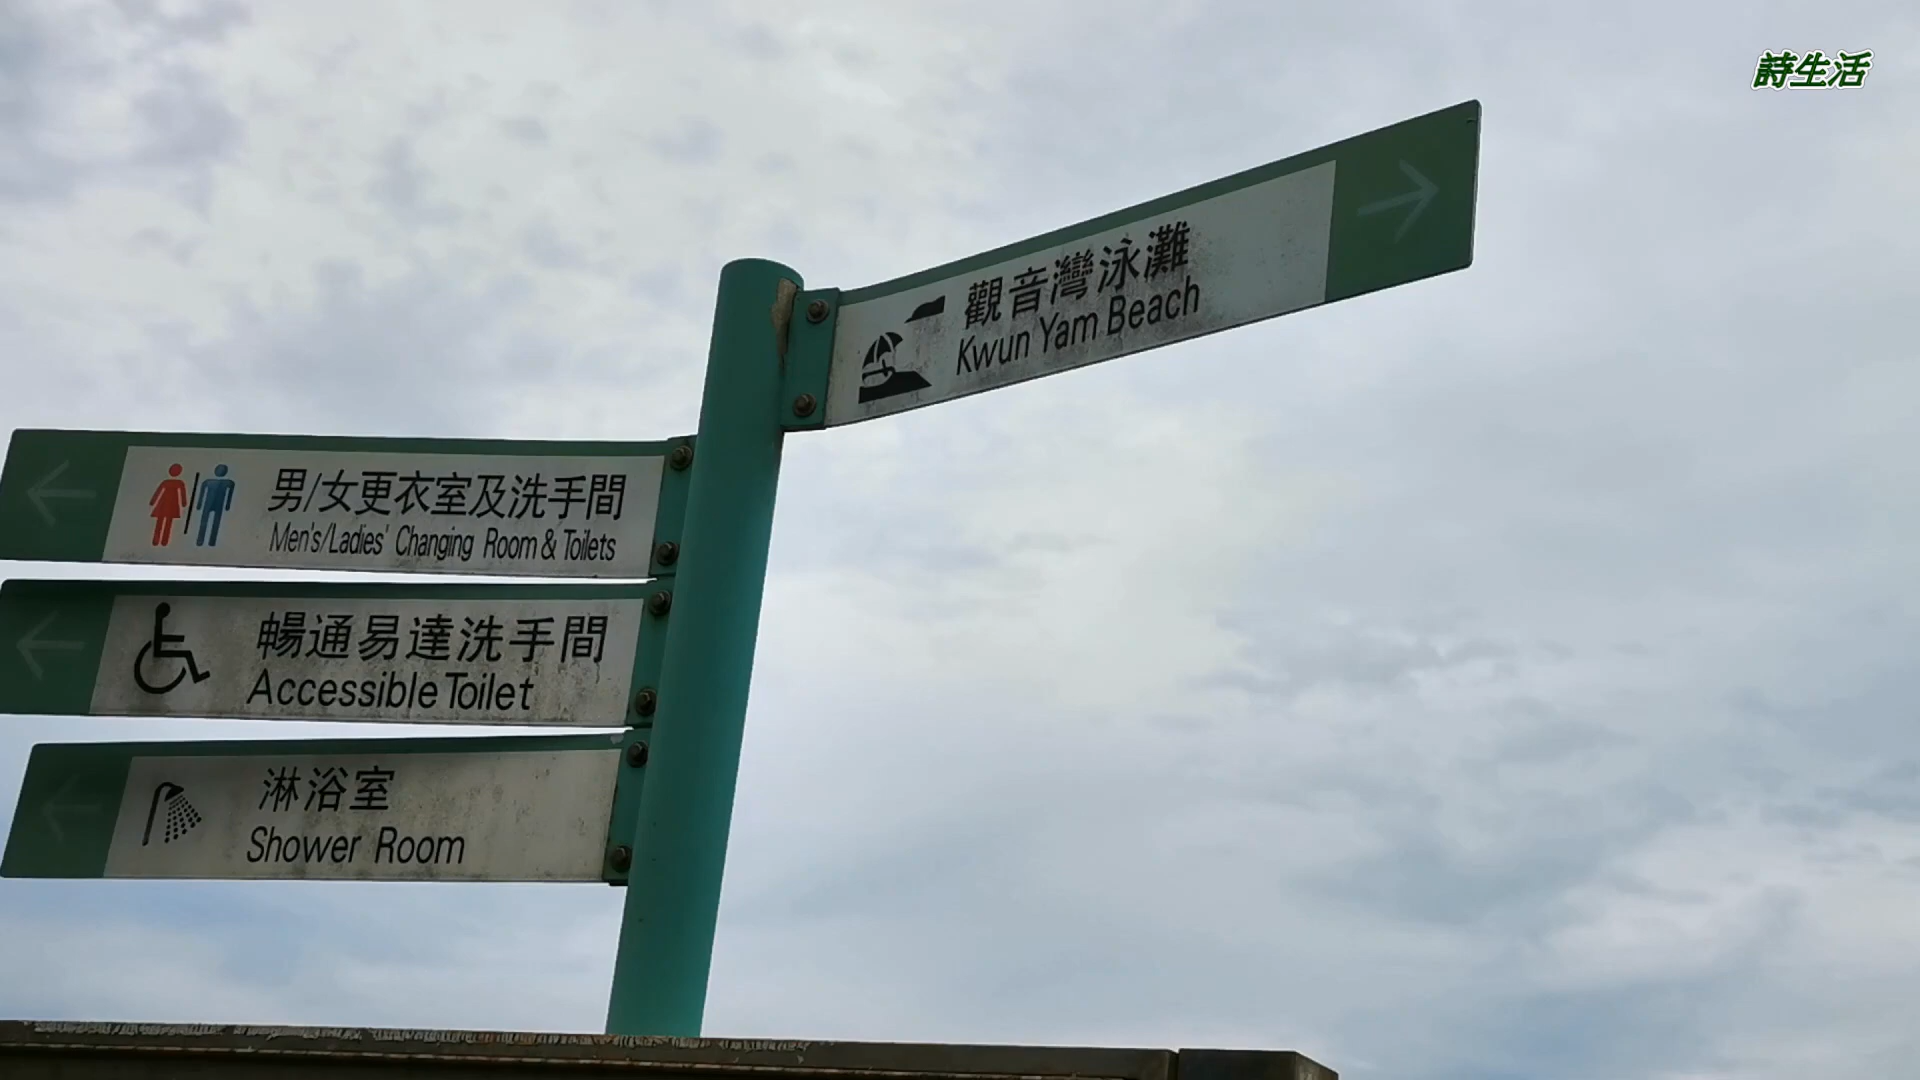 詩生活
觀音灣泳灘
Kwun Yam Beach
男/女更衣室及洗手間
Men's/Ladies' Changing Room & Toilets
暢通易達洗手間
Accessible Toilet
淋浴室
Shower Room